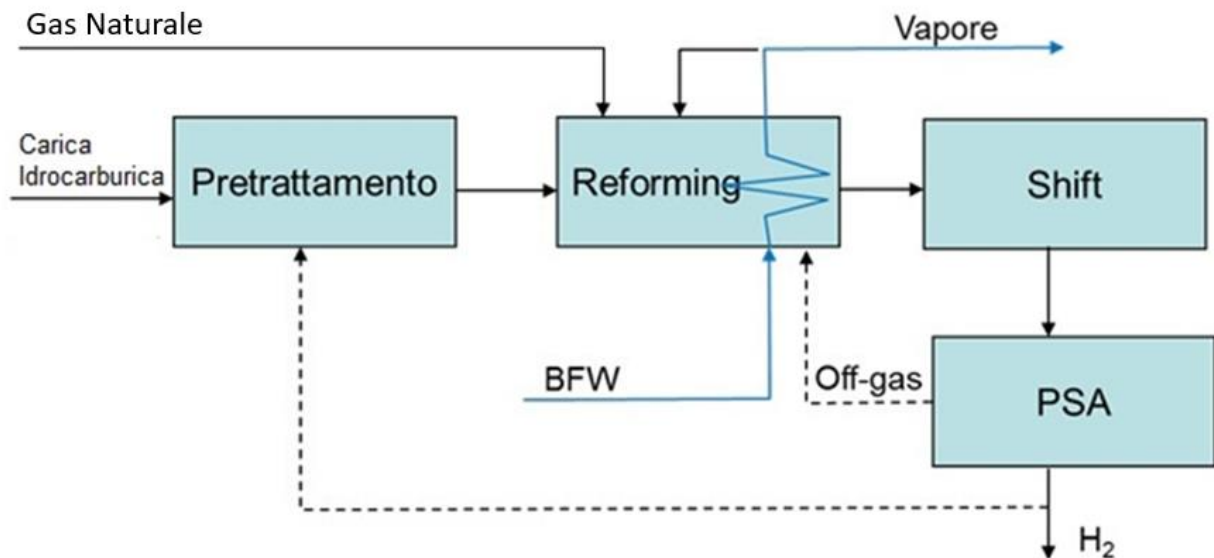 Gas Naturale
Vapore
Carica
Idrocarburica
Pretrattamento
Reforming
Shift
BFW
Off-gas
PSA
H₂